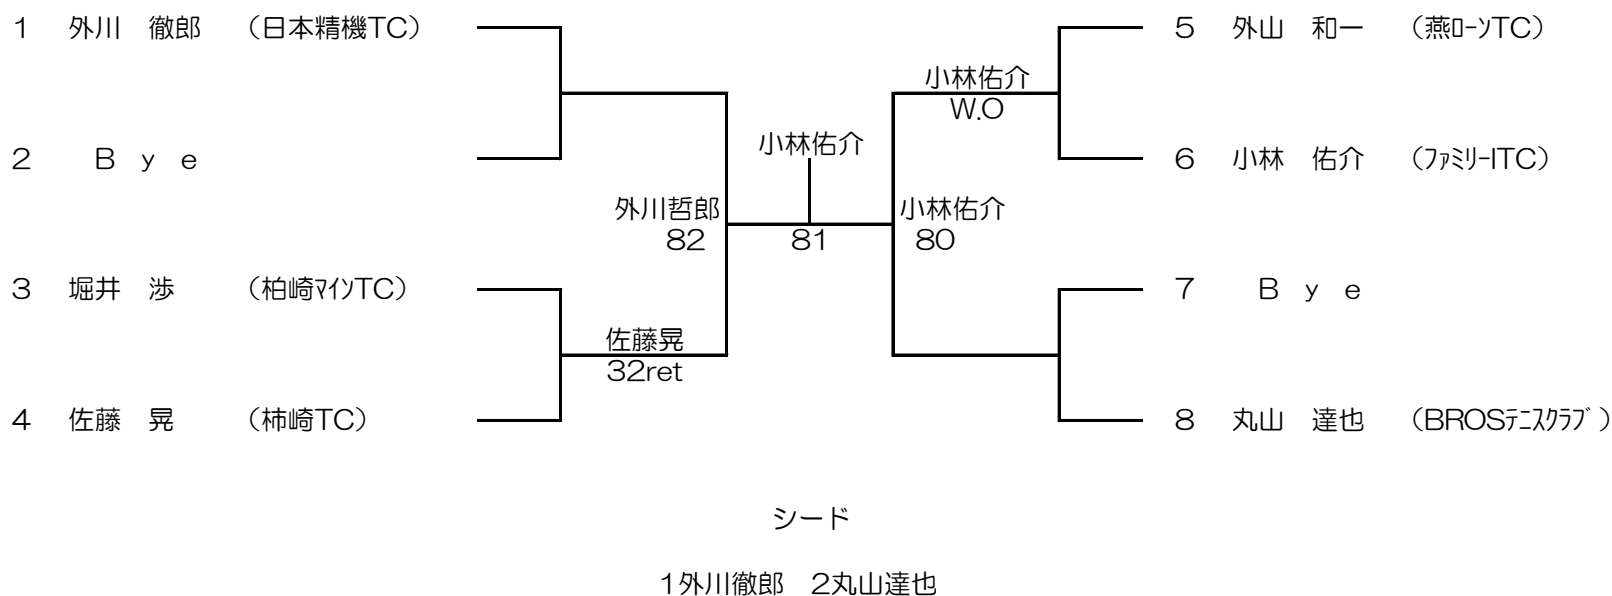 1 外川 徹郎 （日本精機TC）
2 Bye
3 堀井 渉 （柏崎ﾏｲﾝTC）
4 佐藤 晃 （柿崎TC）
佐藤晃
32ret
外川哲郎
82
小林佑介
81
小林佑介
W.O
小林佑介
80
5 外山 和一 （燕ﾛｰﾝTC）
6 小林 佑介 （ﾌｧﾐﾘｰITC）
7 Bye
8 丸山 達也 （BROSﾃﾆｽｸﾗﾌﾞ）
シード
1外川徹郎 2丸山達也